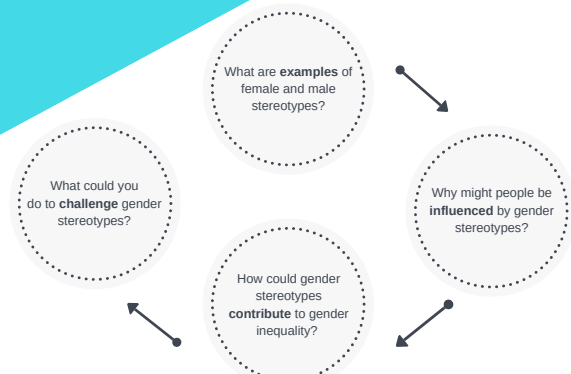 What are examples of
female and male
stereotypes?
Why might people be
influenced by gender
stereotypes?
How could gender
stereotypes
contribute to gender
inequality?
What could you
do to challenge gender
stereotypes?